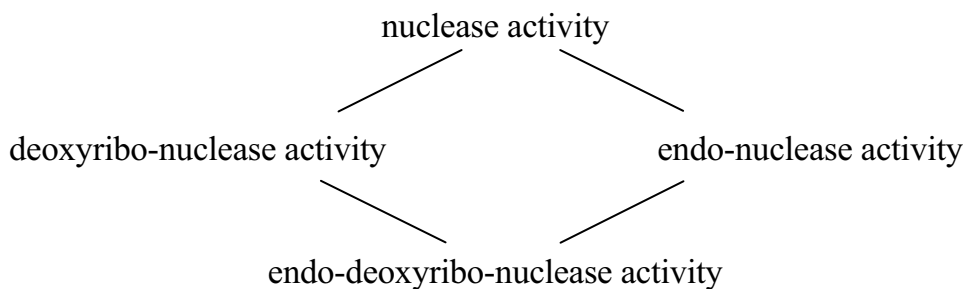 nuclease activity
deoxyribo-nuclease activity
endo-nuclease activity
endo-deoxyribo-nuclease activity